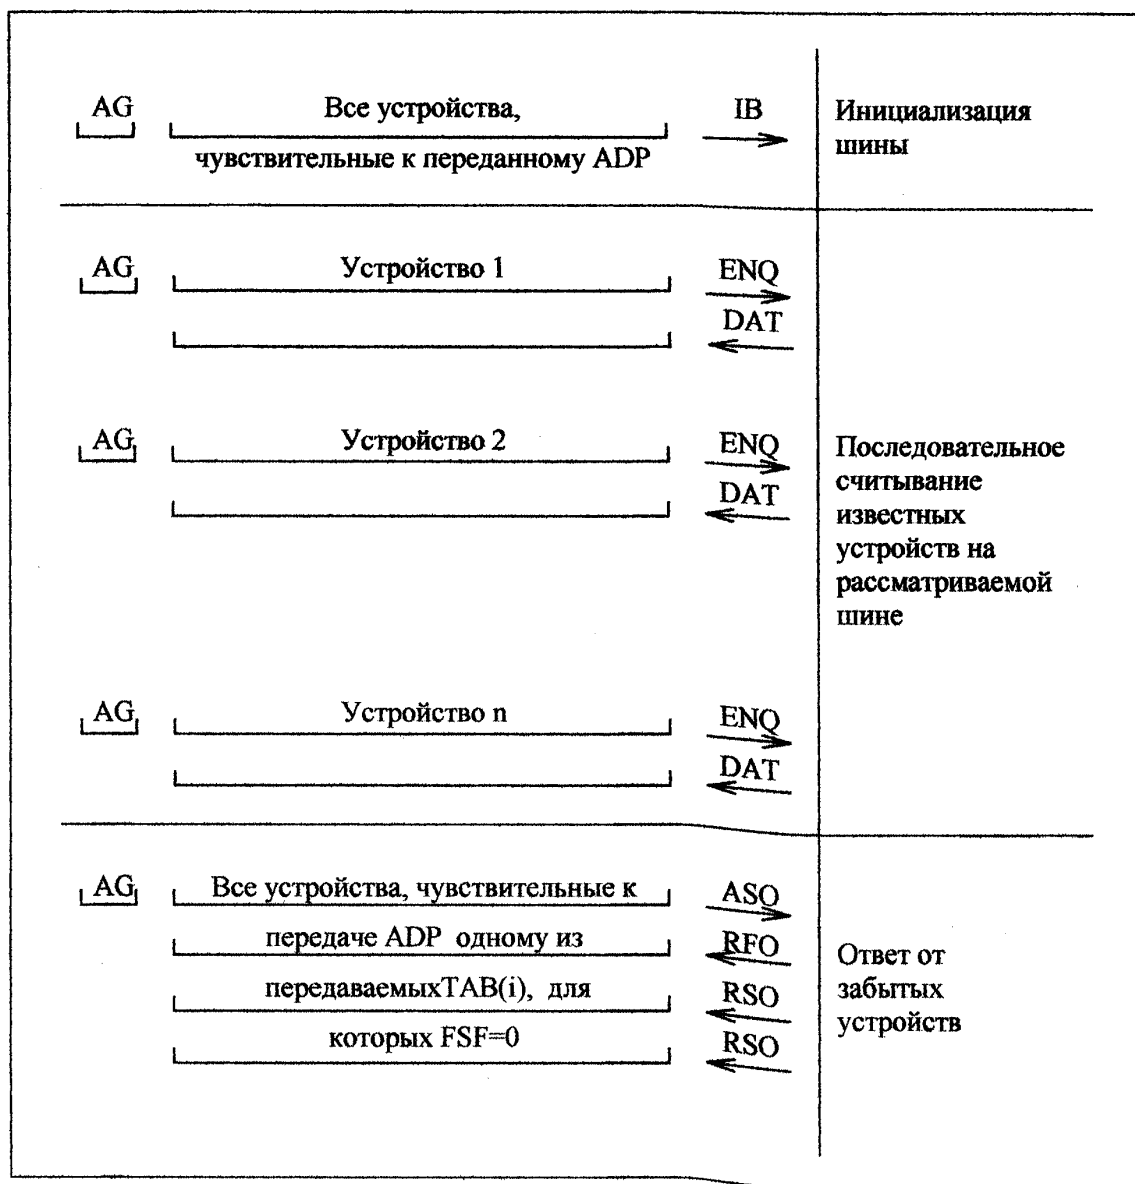 AG Все устройства, IB Инициализация
чувствительные к переданному ADP шины
AG Устройство 1 ENQ
DAT
AG Устройство 2 ENQ Последовательное
DAT считывание
известных
устройств на
рассматриваемой
шине
AG Устройство n ENQ
DAT
AG Все устройства, чувствительные к ASO
передаче ADP одному из RFO Ответ от
передаваемыхTAB(i), для RSO забытых
которых FSF=0 RSO устройств